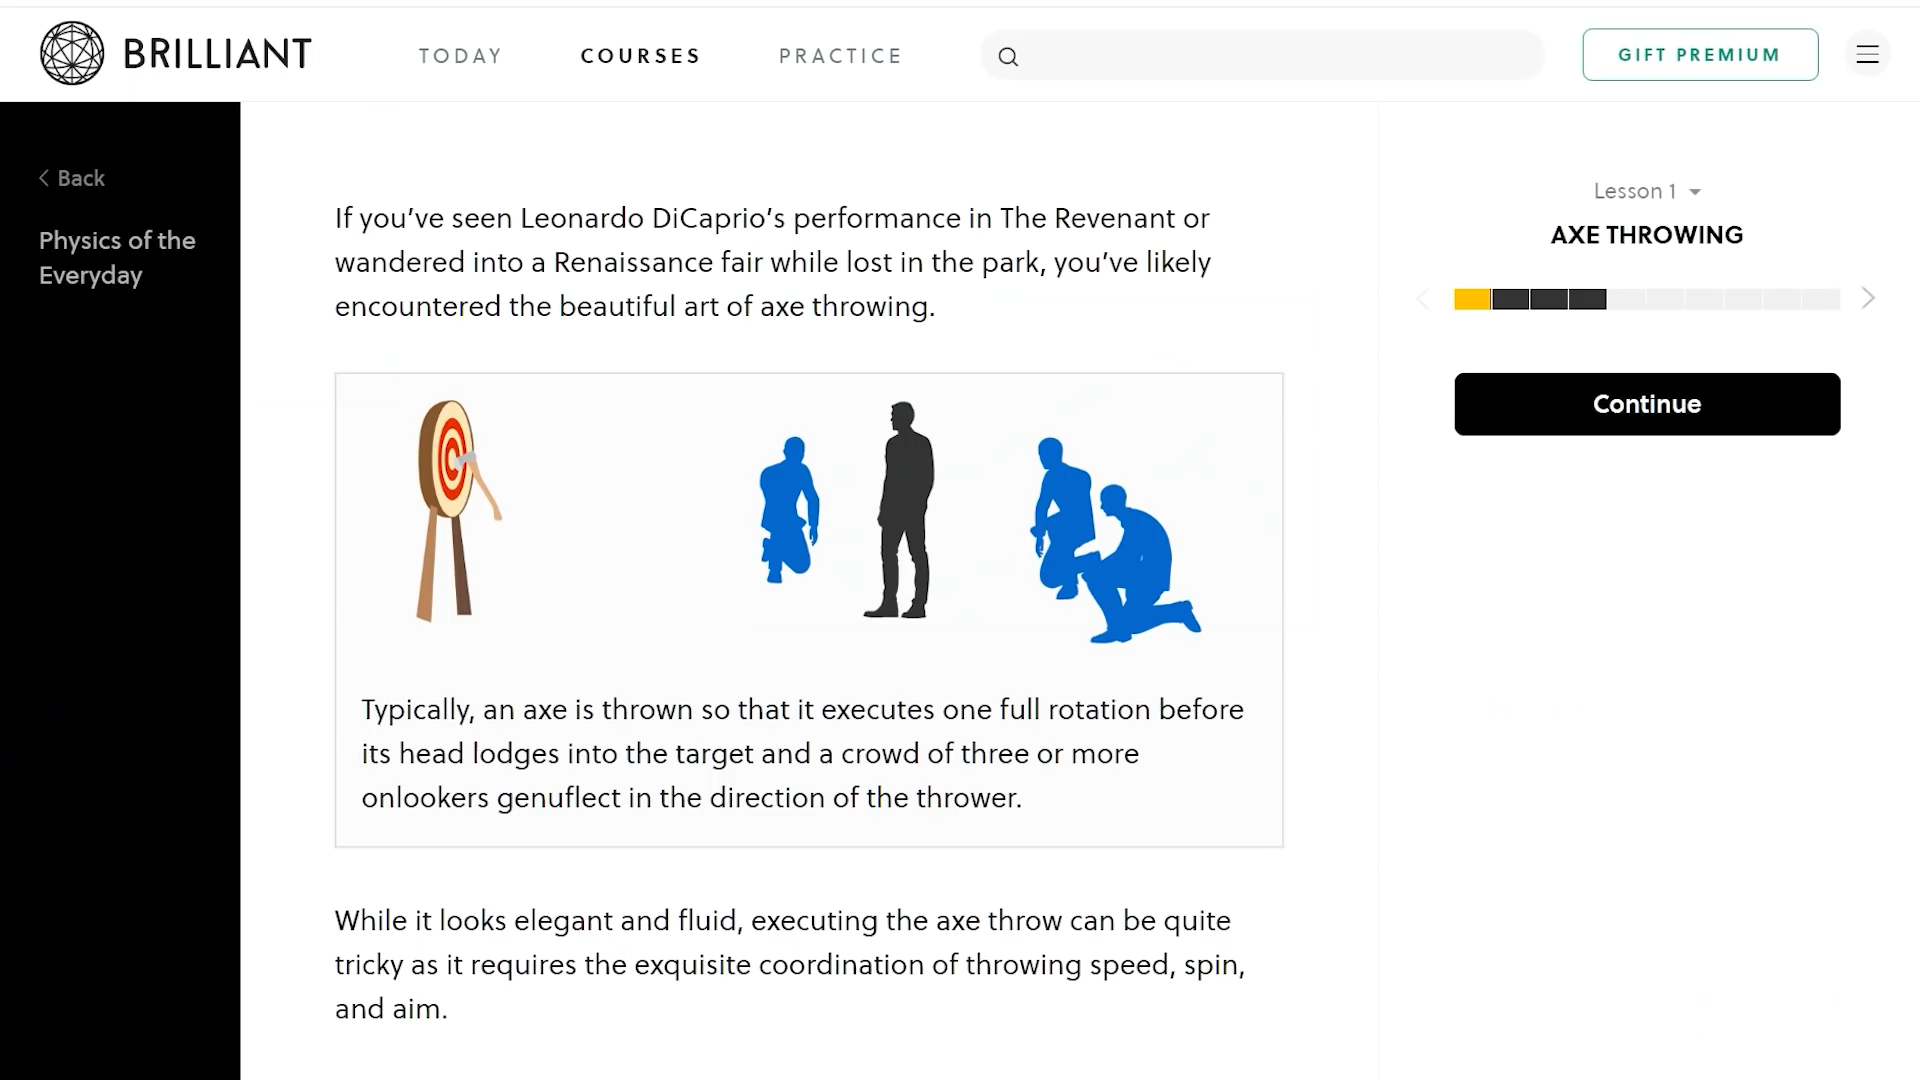 BRILLIANT
TODAY
COURSES
PRACTICE
GIFT PREMIUM
Back
Physics of the
Everyday
If you’ve seen Leonardo DiCaprio’s performance in The Revenant or
wandered into a Renaissance fair while lost in the park, you’ve likely
encountered the beautiful art of axe throwing.
Typically, an axe is thrown so that it executes one full rotation before
its head lodges into the target and a crowd of three or more
onlookers genuflect in the direction of the thrower.
While it looks elegant and fluid, executing the axe throw can be quite
tricky as it requires the exquisite coordination of throwing speed, spin,
and aim.
Lesson 1
AXE THROWING
Continue